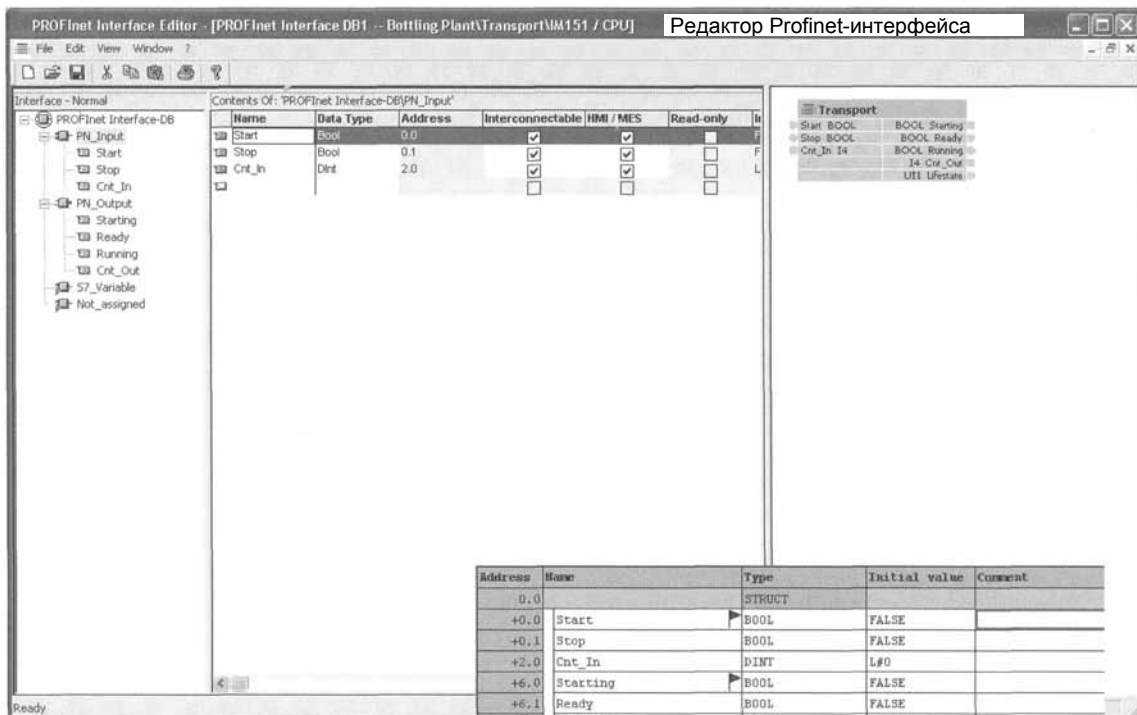 PROFInet Interface Editor - [PROFInet Interface DB1 -- Bottling Plant\Transport\IM151 / CPU]
Редактор Profinet-интерфейса
File Edit View Window ?
Interface - Normal
PROFInet Interface-DB
PN_Input
Start
Stop
Cnt_In
PN_Output
Starting
Ready
Running
Cnt_Out
S7_Variable
Not_assigned
Contents Of: 'PROFInet Interface-DB\PN_Input'
Name Data Type Address Interconnectable HMI / MES Read-only
Start Bool 0.0 F
Stop Bool 0.1 F
Cnt_In DInt 2.0 L
Transport
Start BOOL BOOL Starting
Stop BOOL BOOL Ready
Cnt_In I4 BOOL Running
I4 Cnt_Out
UI1 Lifestate
Address Name Type Initial value Comment
0.0 STRUCT
+0.0 Start BOOL FALSE
+0.1 Stop BOOL FALSE
+2.0 Cnt_In DINT L#0
+6.0 Starting BOOL FALSE
+6.1 Ready BOOL FALSE
Ready